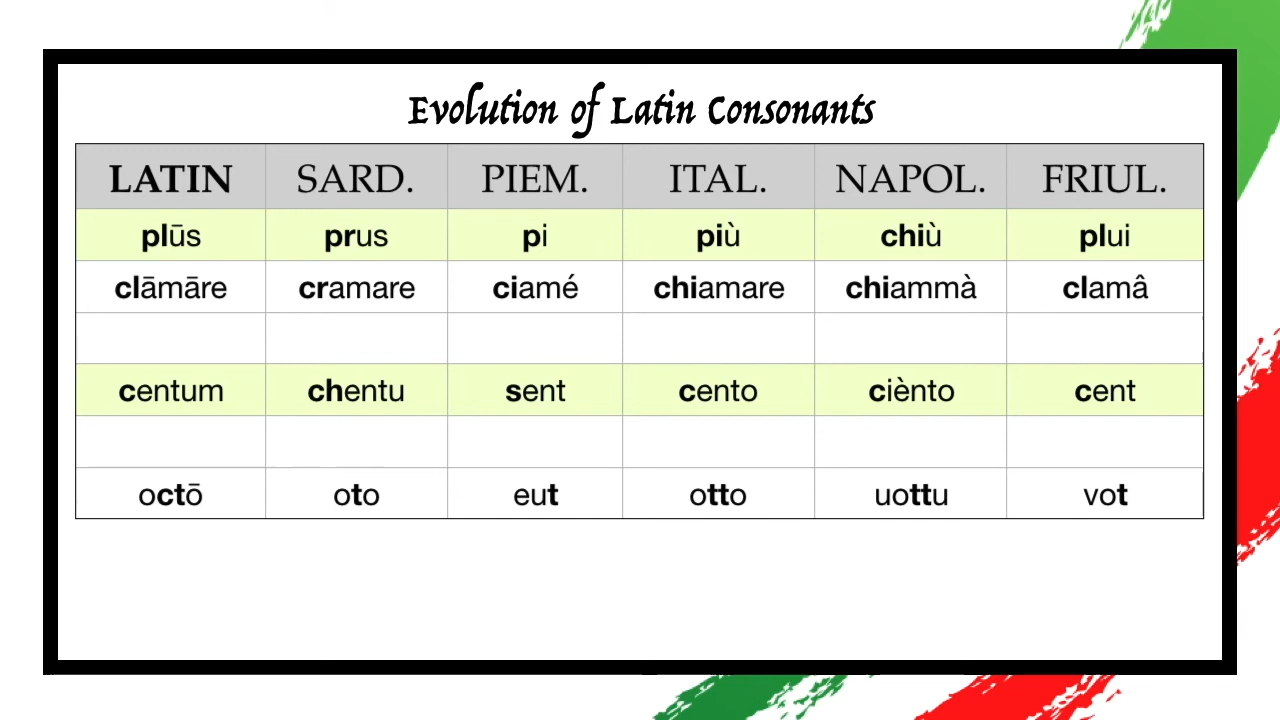 Evolution of Latin Consonants
LATIN SARD. PIEM. ITAL. NAPOL. FRIUL.
plūs prus pi più chiù plui
clāmāre cramare ciamé chiamare chiammà clamâ
centum chentu sent cento ciènto cent
octō oto eut otto uottu vot